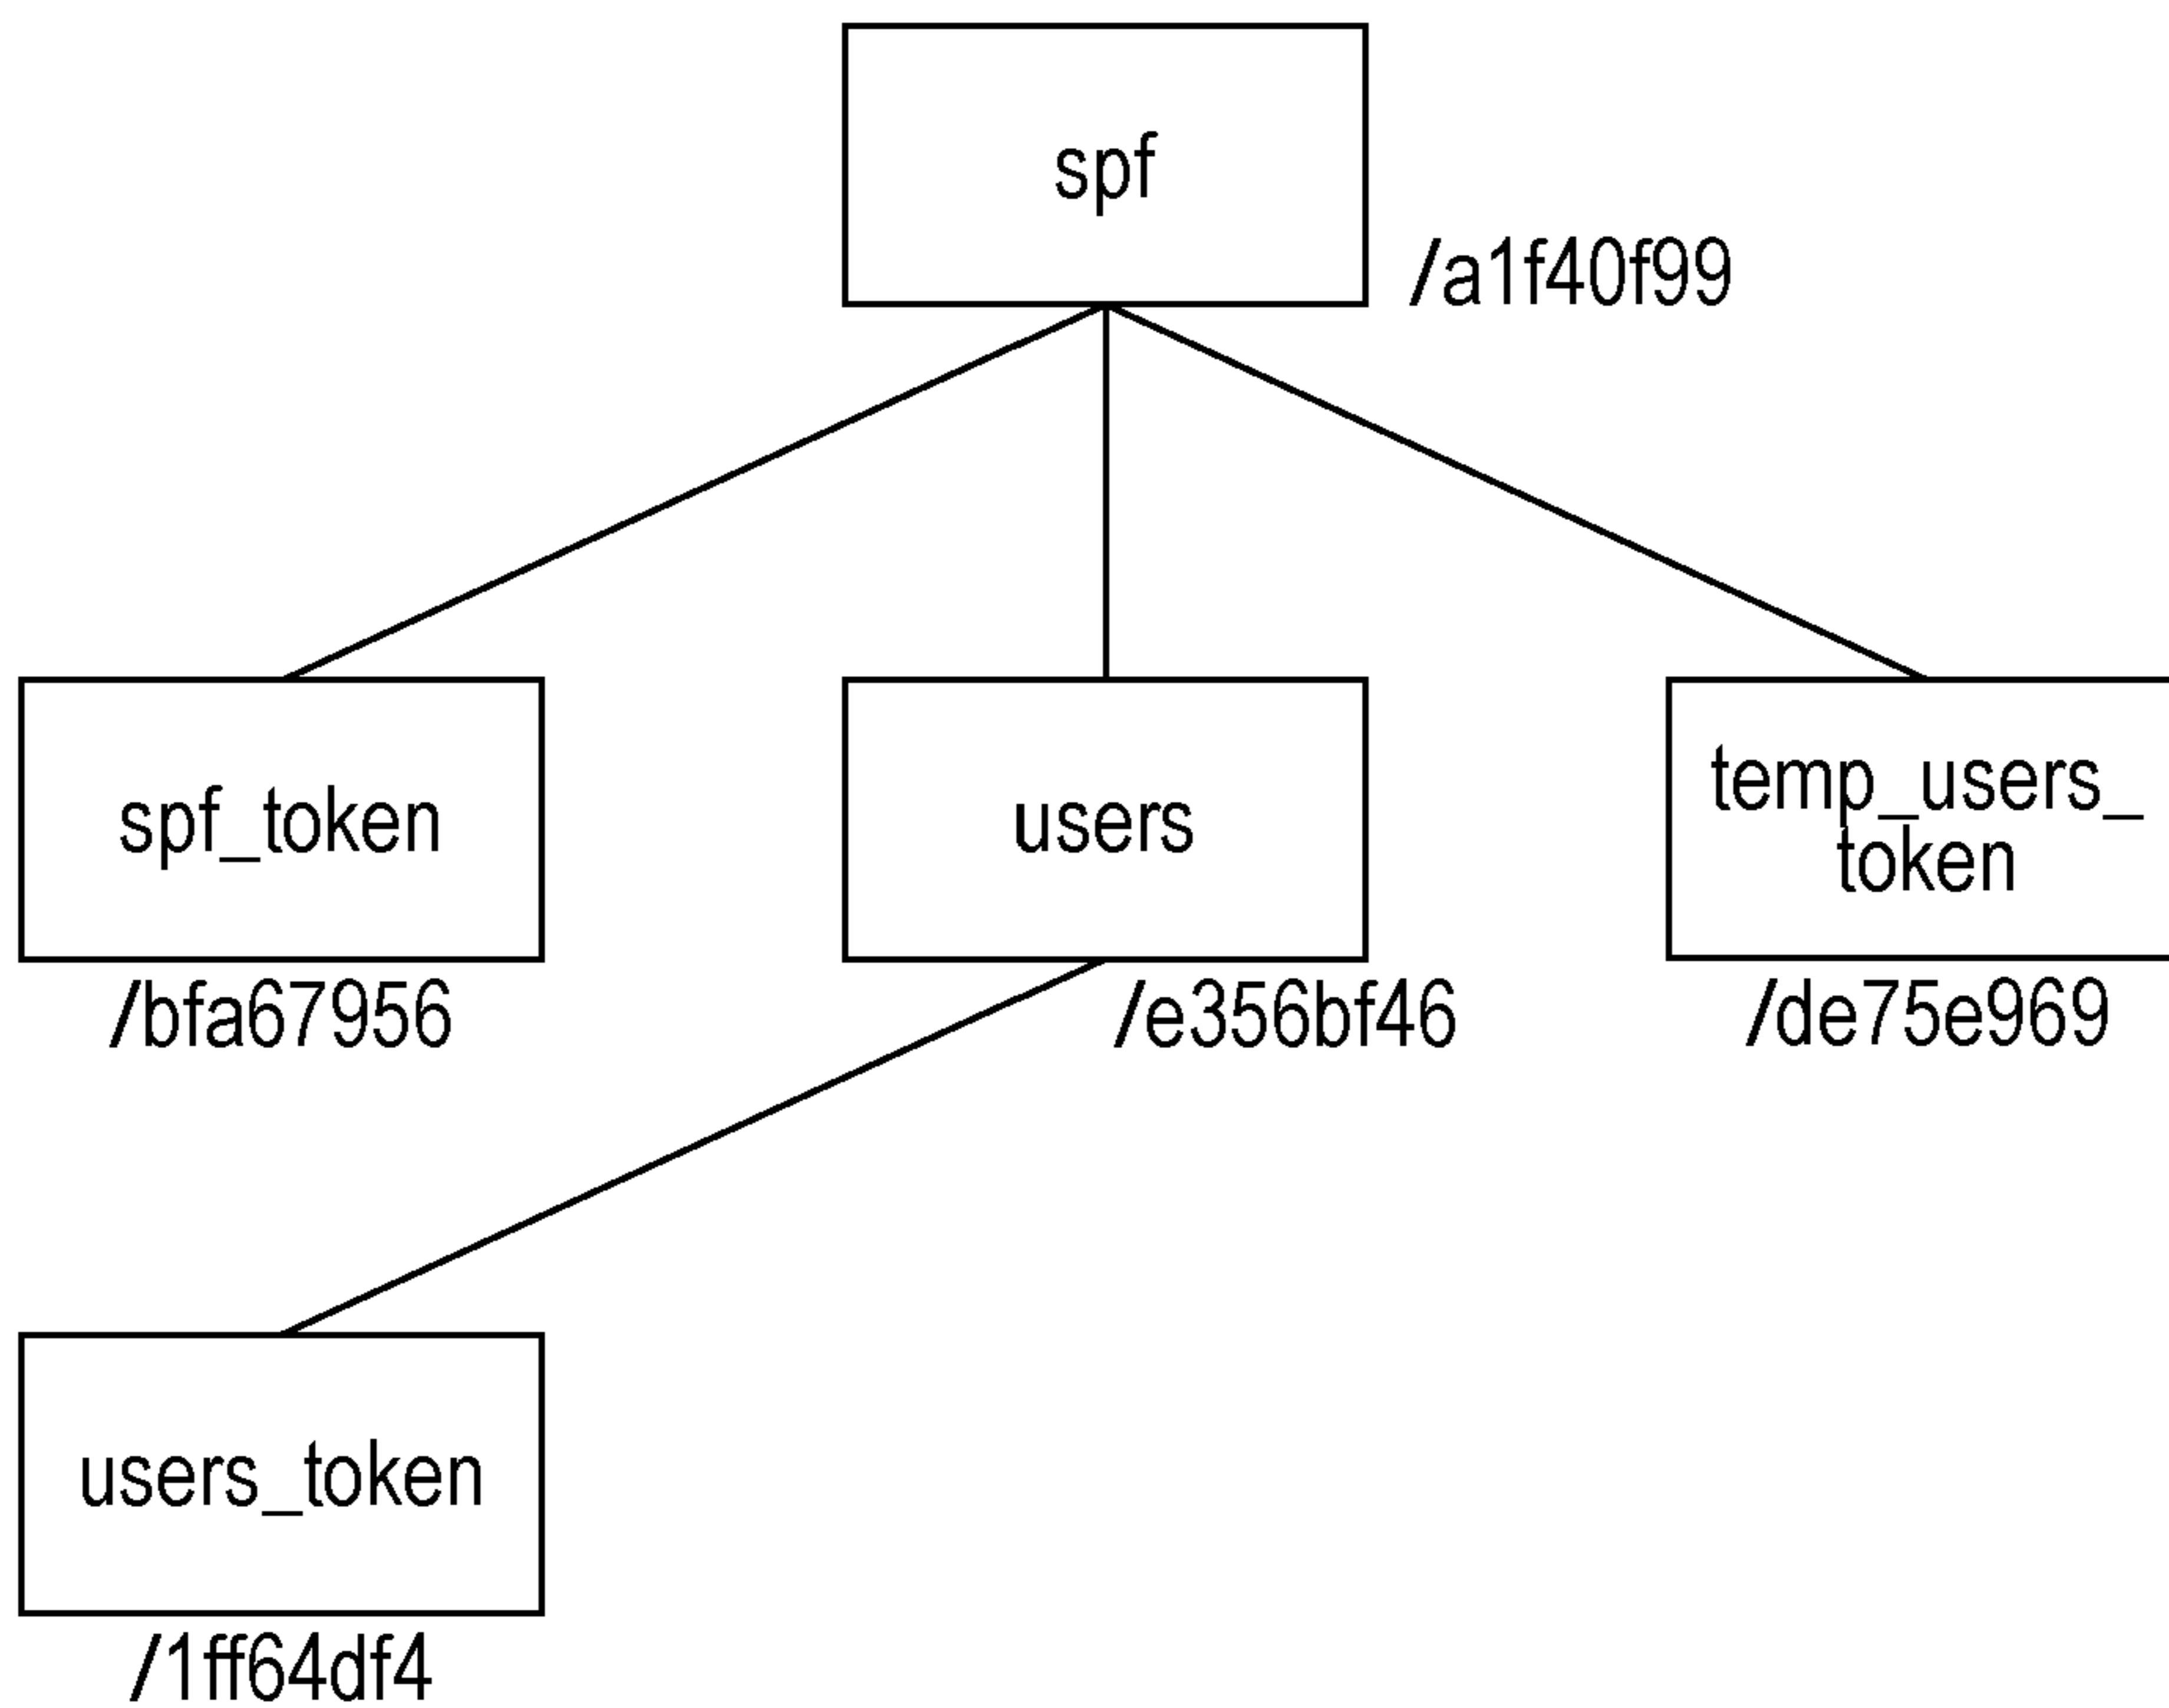 spf
/a1f40f99
spf_token
users
temp_users_
token
/bfa67956
/e356bf46
/de75e969
users_token
/1ff64df4